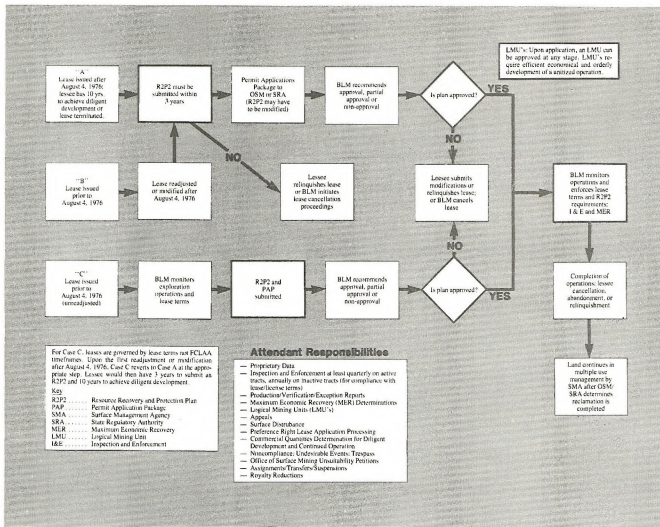 "A"
Lease issued after
August 4, 1976:
lessee has 10 yrs
to achieve diligent
development or
lease terminated.
R2P2 must be
submitted within
3 years
Permit Applications
Package to
OSM or SRA
(R2P2 may have
to be modified)
BLM recommends
approval, partial
approval or
non-approval
Is plan approved?
YES
LMU's: Upon application, an LMU can
be approved at any stage. LMU's re-
quire efficient economical and orderly
development of a unitized operation.
NO
NO
"B"
Lease issued
prior to
August 4, 1976
Lease readjusted
or modified after
August 4, 1976
Lessee
relinquishes lease
or BLM initiates
lease cancellation
proceedings
Lessee submits
modifications or
relinquishes lease;
or BLM cancels
lease
BLM monitors
operations and
enforces lease
terms and R2P2
requirements;
I & E and MER
NO
"C"
Lease issued
prior to
August 4, 1976
(unreadjusted)
BLM monitors
exploration
operations and
lease terms
R2P2 and
PAP
submitted
BLM recommends
approval, partial
approval or
non-approval
Is plan approved?
YES
Completion of
operations; lessee
cancellation,
abandonment, or
relinquishment
Land continues in
multiple use
management by
SMA after OSM/
SRA determines
reclamation is
completed
For Case C, leases are governed by lease terms not FCLAA
timeframes. Upon the first readjustment or modification
after August 4, 1976, Case C reverts to Case A at the appro-
priate step. Lessee would then have 3 years to submit an
R2P2 and 10 years to achieve diligent development.
Key
R2P2 . . . . . . Resource Recovery and Protection Plan
PAP . . . . . . Permit Application Package
SMA . . . . . . Surface Management Agency
SRA . . . . . . State Regulatory Authority
MER . . . . . . Maximum Economic Recovery
LMU . . . . . . Logical Mining Unit
I&E . . . . . . Inspection and Enforcement
Attendant Responsibilities
— Proprietary Data
— Inspection and Enforcement at least quarterly on active
tracts, annually on inactive tracts (for compliance with
lease/license terms)
— Production/Verification/Exception Reports
— Maximum Economic Recovery (MER) Determinations
— Logical Mining Units (LMU's)
— Appeals
— Surface Disturbance
— Preference Right Lease Application Processing
— Commercial Quantities Determination for Diligent
Development and Continued Operation
— Noncompliance; Undesirable Events; Trespass
— Office of Surface Mining Unsuitability Petitions
— Assignments/Transfers/Suspensions
— Royalty Reductions